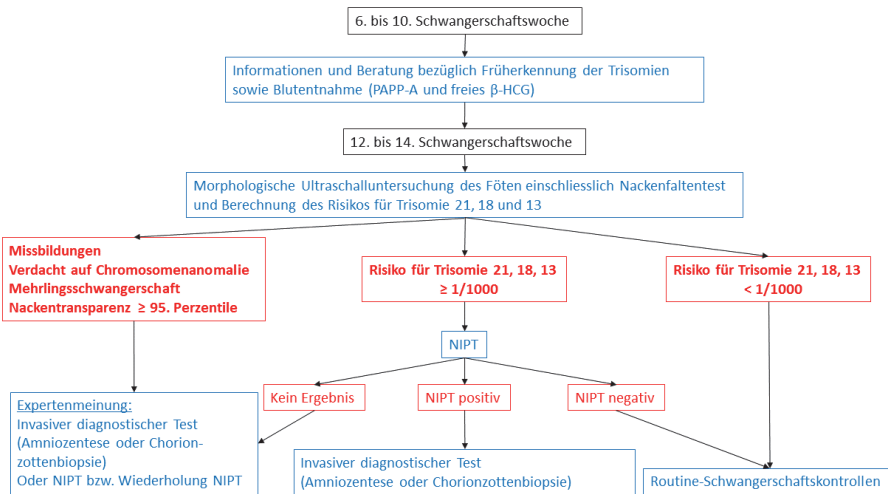 6. bis 10. Schwangerschaftswoche
Informationen und Beratung bezüglich Früherkennung der Trisomien
sowie Blutentnahme (PAPP-A und freies β-HCG)
12. bis 14. Schwangerschaftswoche
Morphologische Ultraschalluntersuchung des Föten einschliesslich Nackenfaltentest
und Berechnung des Risikos für Trisomie 21, 18 und 13
Missbildungen
Verdacht auf Chromosomenanomalie
Mehrlingsschwangerschaft
Nackentransparenz ≥ 95. Perzentile
Risiko für Trisomie 21, 18, 13
≥ 1/1000
Risiko für Trisomie 21, 18, 13
< 1/1000
NIPT
Kein Ergebnis
NIPT positiv
NIPT negativ
Expertenmeinung:
Invasiver diagnostischer Test
(Amniozentese oder Chorion-
zottenbiopsie)
Oder NIPT bzw. Wiederholung NIPT
Invasiver diagnostischer Test
(Amniozentese oder Chorionzottenbiopsie)
Routine-Schwangerschaftskontrollen